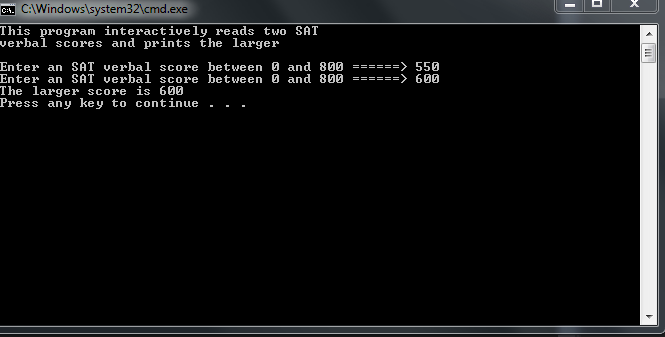 C:\Windows\system32\cmd.exe
This program interactively reads two SAT
verbal scores and prints the larger
Enter an SAT verbal score between 0 and 800 ======> 550
Enter an SAT verbal score between 0 and 800 ======> 600
The larger score is 600
Press any key to continue . . .